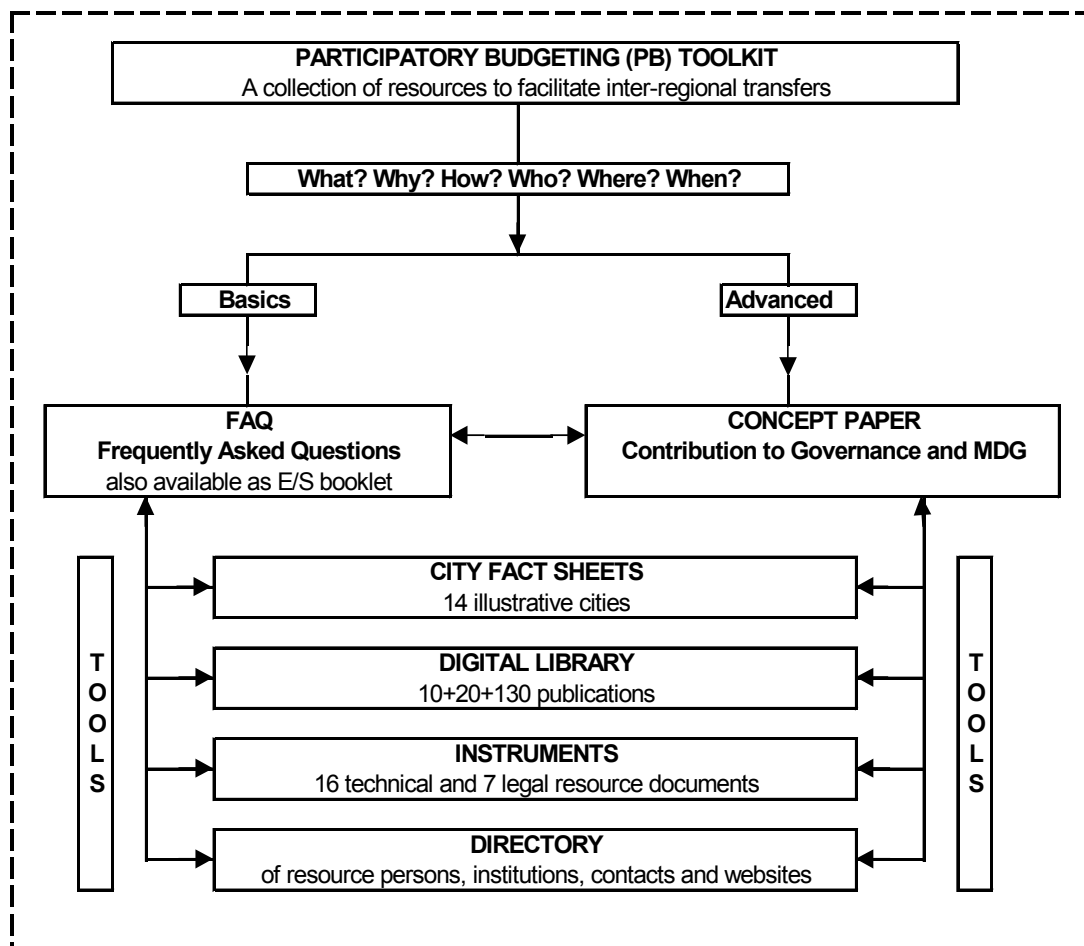 PARTICIPATORY BUDGETING (PB) TOOLKIT
A collection of resources to facilitate inter-regional transfers
What? Why? How? Who? Where? When?
Basics
Advanced
FAQ
Frequently Asked Questions
also available as E/S booklet
CONCEPT PAPER
Contribution to Governance and MDG
TOOLS
CITY FACT SHEETS
14 illustrative cities
DIGITAL LIBRARY
10+20+130 publications
INSTRUMENTS
16 technical and 7 legal resource documents
DIRECTORY
of resource persons, institutions, contacts and websites
TOOLS